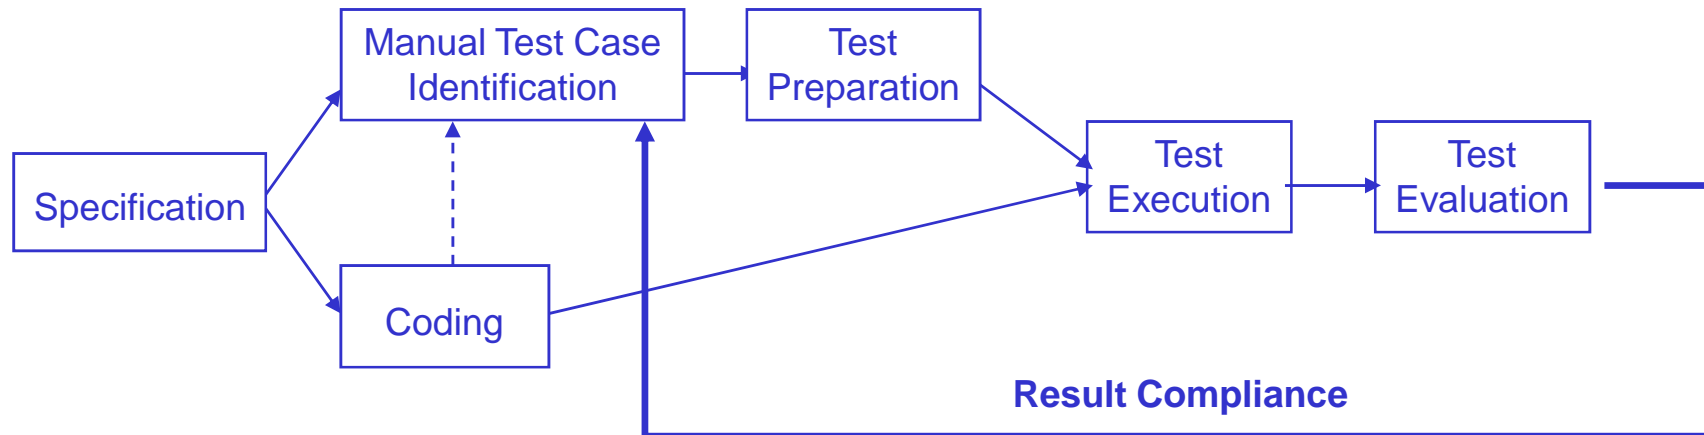 Manual Test Case
Identification
Test
Preparation
Specification
Coding
Test
Execution
Test
Evaluation
Result Compliance